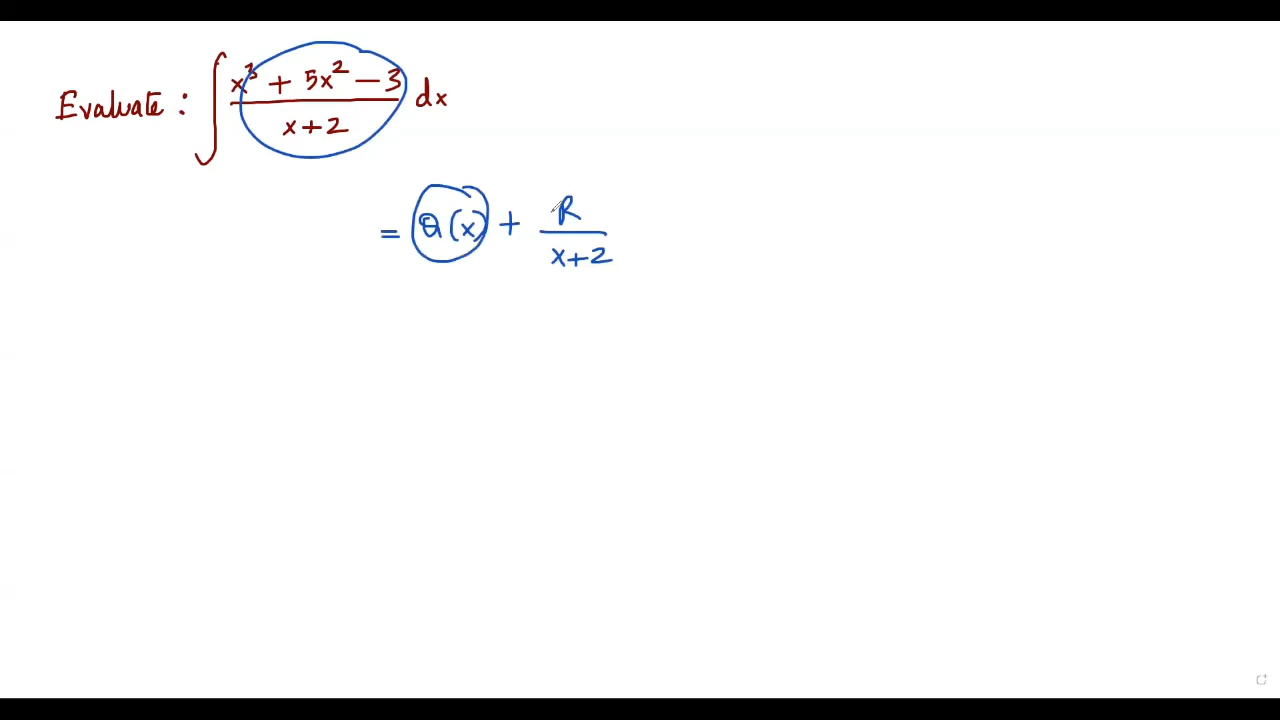 Evaluate : ∫ (x³ + 5x² − 3)/(x+2) dx
= Q(x) + R/(x+2)